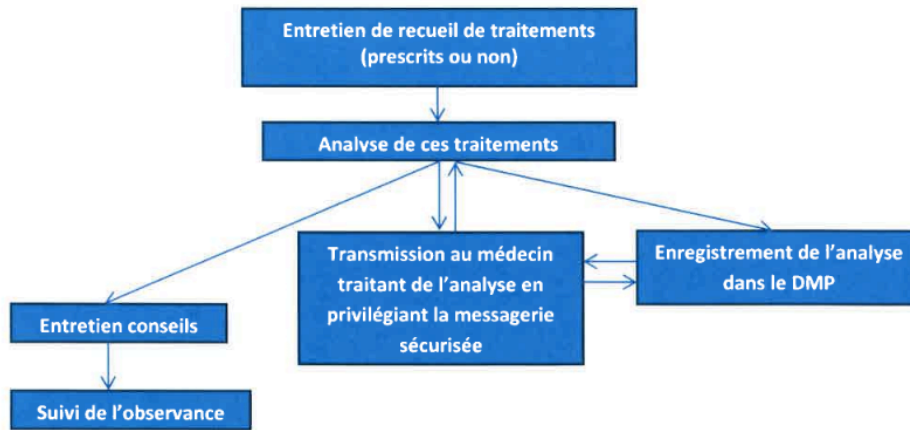 Entretien de recueil de traitements
(prescrits ou non)
Analyse de ces traitements
Transmission au médecin
traitant de l'analyse en
privilégiant la messagerie
sécurisée
Enregistrement de l'analyse
dans le DMP
Entretien conseils
Suivi de l'observance